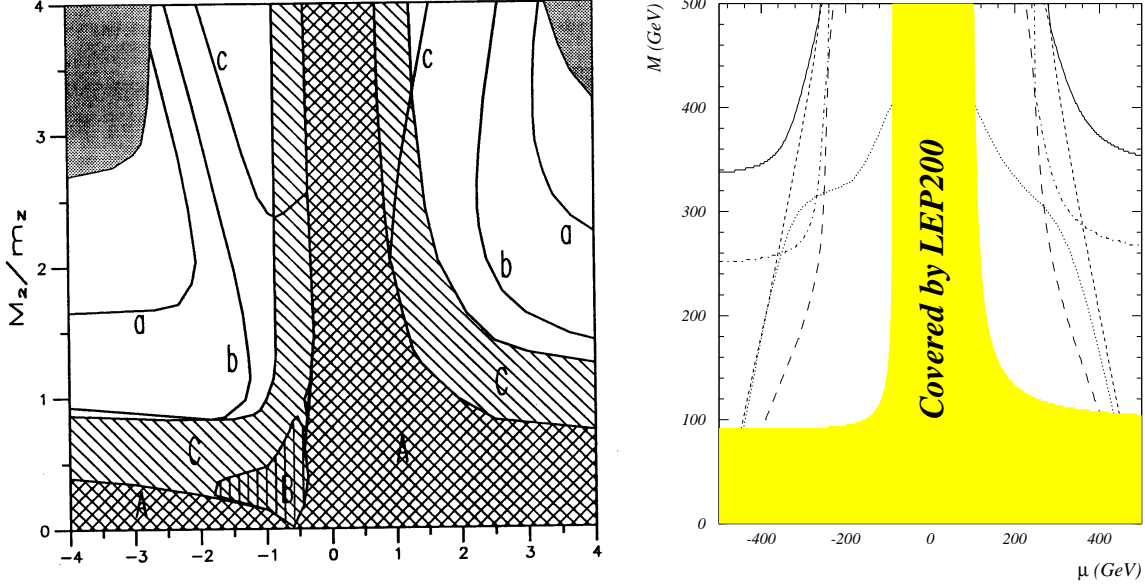 4
c
c
3
M₂/m_z
a
2
b
a
b
C
1
C
A
B
A
0
-4 -3 -2 -1 0 1 2 3 4
M (GeV)
500
400
300
200
100
0
Covered by LEP200
-400 -200 0 200 400
μ (GeV)